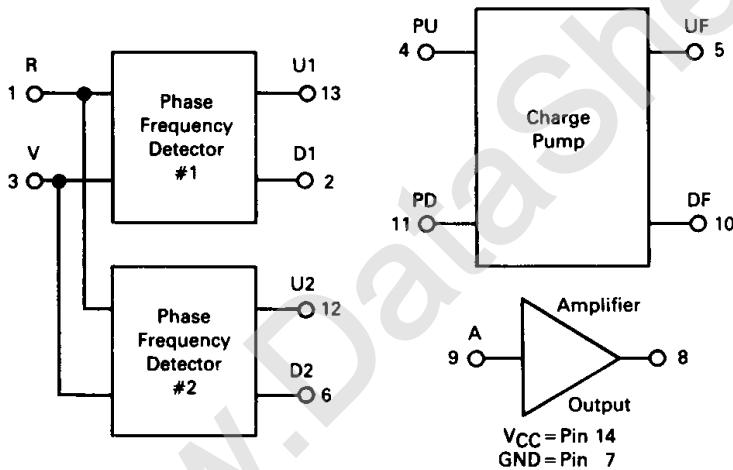 R
1
V
3
Phase
Frequency
Detector
#1
U1
13
D1
2
Phase
Frequency
Detector
#2
U2
12
D2
6
PU
4
PD
11
Charge
Pump
UF
5
DF
10
Amplifier
A
9
8
Output
VCC = Pin 14
GND = Pin 7
w.DataShe